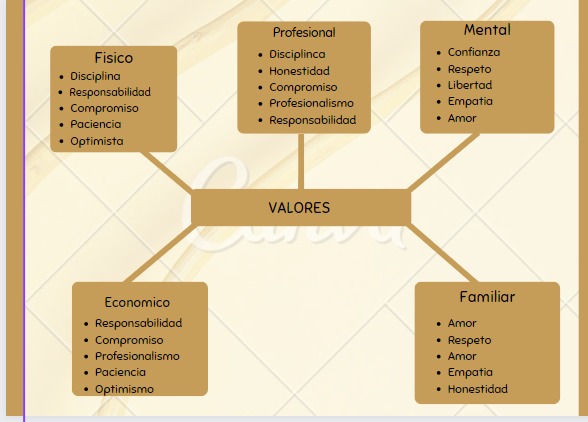 Fisico
Disciplina
Responsabilidad
Compromiso
Paciencia
Optimista
Profesional
Disciplinca
Honestidad
Compromiso
Profesionalismo
Responsabilidad
Mental
Confianza
Respeto
Libertad
Empatia
Amor
VALORES
Canva
Economico
Responsabilidad
Compromiso
Profesionalismo
Paciencia
Optimismo
Familiar
Amor
Respeto
Amor
Empatia
Honestidad